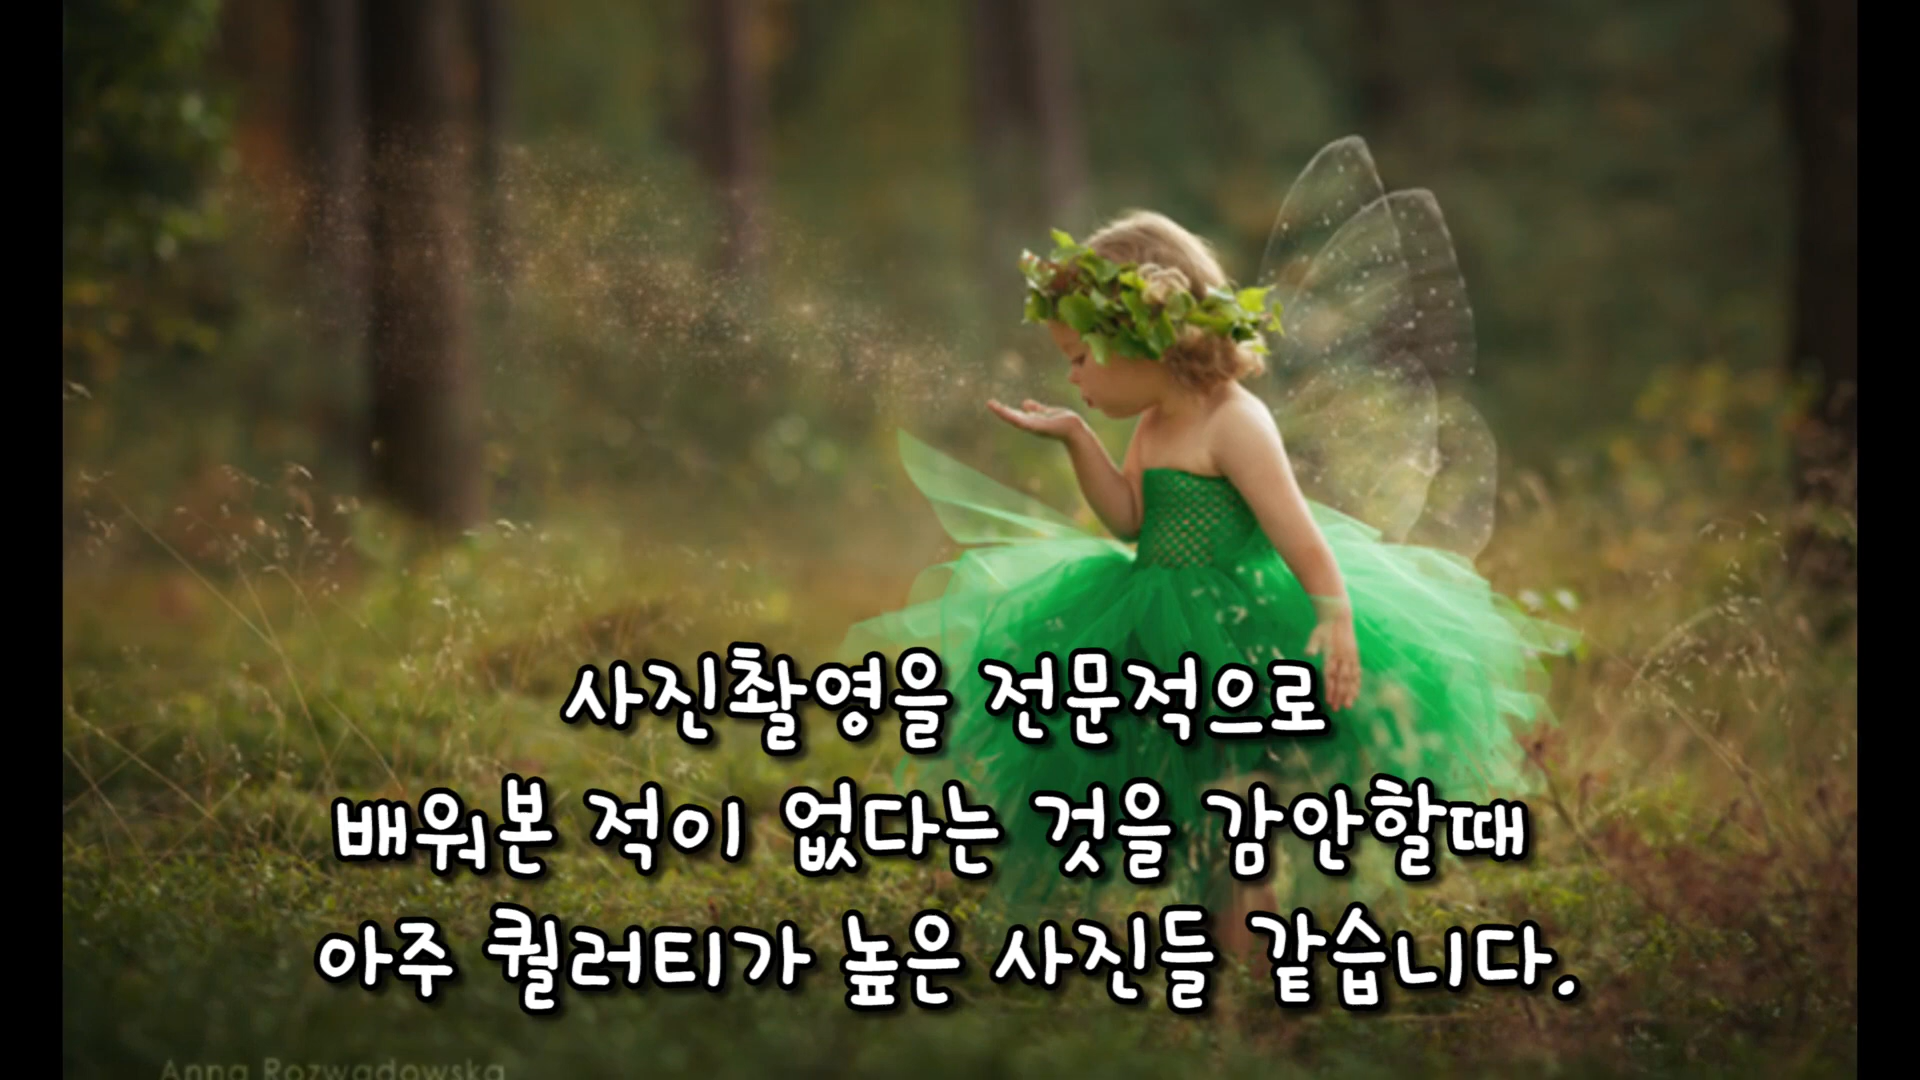 사진촬영을 전문적으로
배워본 적이 없다는 것을 감안할때
아주 퀄러티가 높은 사진들 같습니다.
Anna Rozwadowska